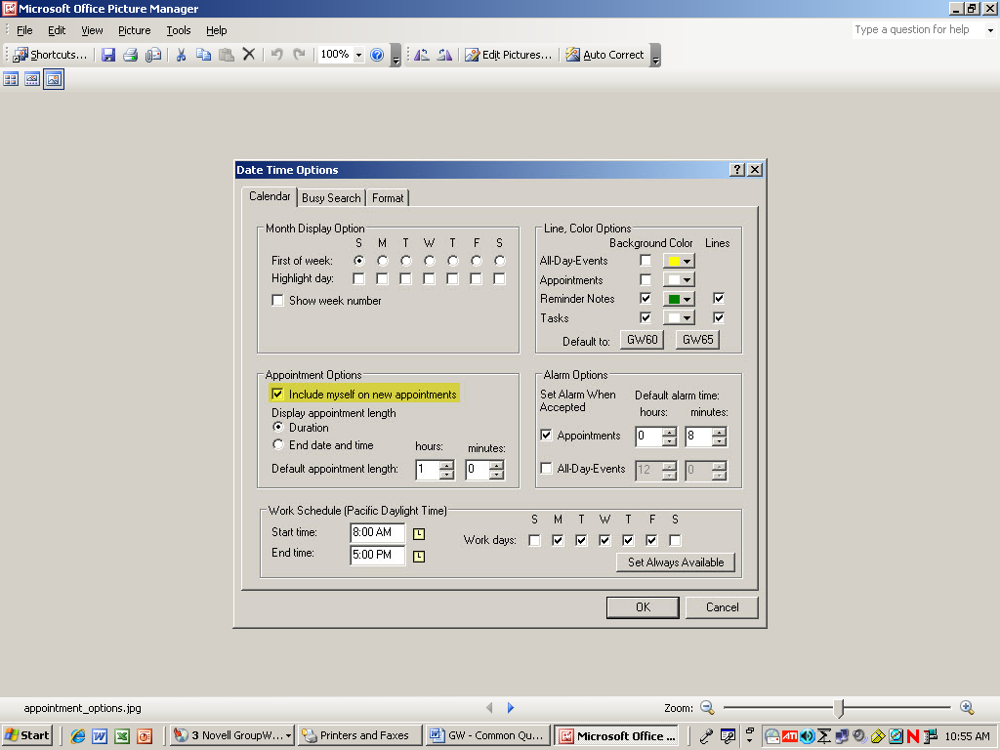 Microsoft Office Picture Manager
File Edit View Picture Tools Help
Type a question for help
Shortcuts... 100% Edit Pictures... Auto Correct
Date Time Options
Calendar Busy Search Format
Month Display Option
S M T W T F S
First of week:
Highlight day:
Show week number
Line, Color Options
Background Color Lines
All-Day-Events
Appointments
Reminder Notes
Tasks
Default to: GW60 GW65
Appointment Options
Include myself on new appointments
Display appointment length
Duration
End date and time
hours: minutes:
Default appointment length: 1 0
Alarm Options
Set Alarm When Accepted
Default alarm time:
hours: minutes:
Appointments 0 8
All-Day-Events 12 0
Work Schedule (Pacific Daylight Time)
Start time: 8:00 AM
End time: 5:00 PM
S M T W T F S
Work days:
Set Always Available
OK Cancel
appointment_options.jpg
Zoom:
Start 3 Novell GroupW... Printers and Faxes GW - Common Qu... Microsoft Office ... 10:55 AM